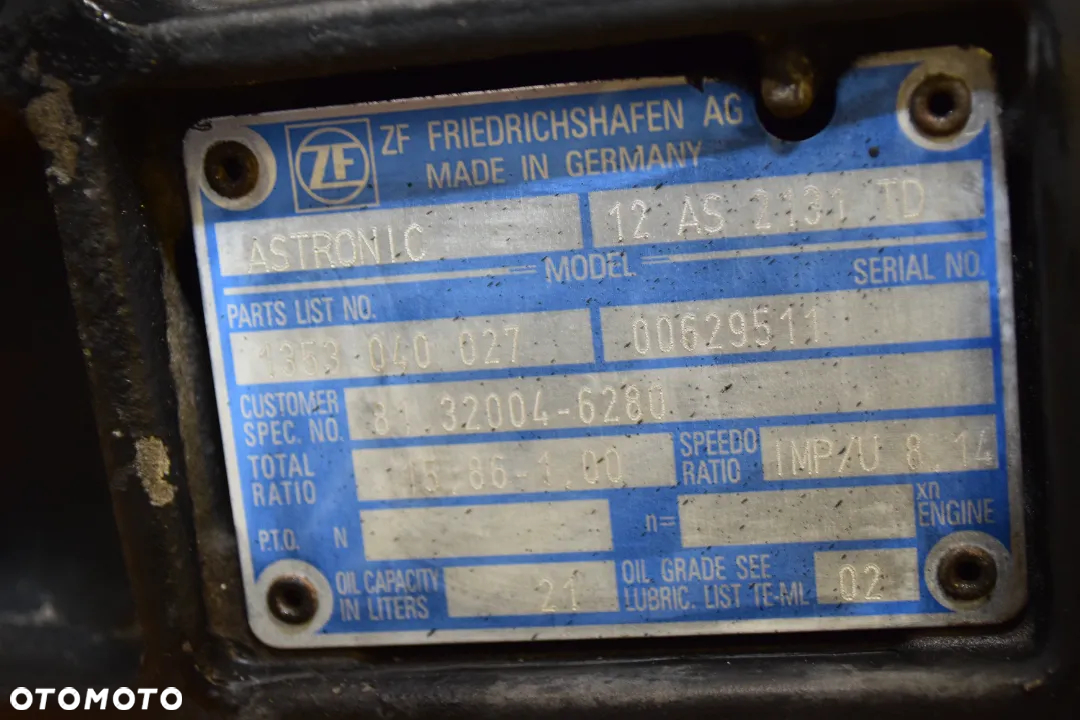 ZF
ZF FRIEDRICHSHAFEN AG
MADE IN GERMANY
ASTRONIC 12 AS 2131 TD
MODEL
PARTS LIST NO. SERIAL NO.
1353 040 027 00629511
CUSTOMER SPEC. NO. 81.32004-6280
TOTAL RATIO 15.86-1.00 SPEEDO RATIO IMP/U 8.14
P.T.O. N n= xn ENGINE
OIL CAPACITY IN LITERS 21 OIL GRADE SEE LUBRIC. LIST TE-ML 02
OTOMOTO